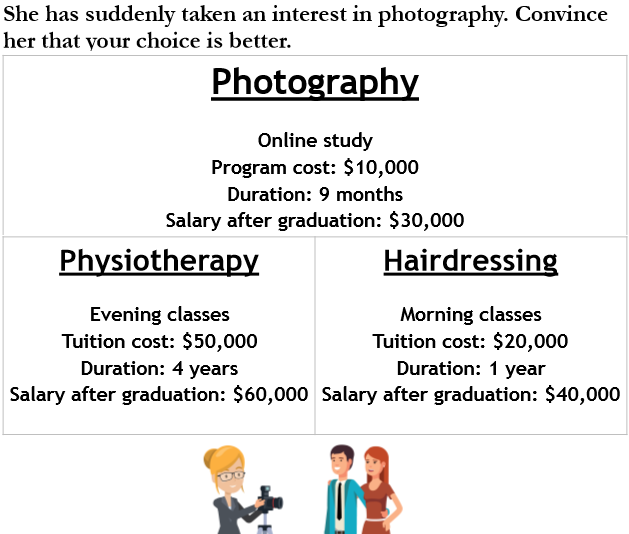 She has suddenly taken an interest in photography. Convince
her that your choice is better.
Photography
Online study
Program cost: $10,000
Duration: 9 months
Salary after graduation: $30,000
Physiotherapy
Evening classes
Tuition cost: $50,000
Duration: 4 years
Salary after graduation: $60,000
Hairdressing
Morning classes
Tuition cost: $20,000
Duration: 1 year
Salary after graduation: $40,000